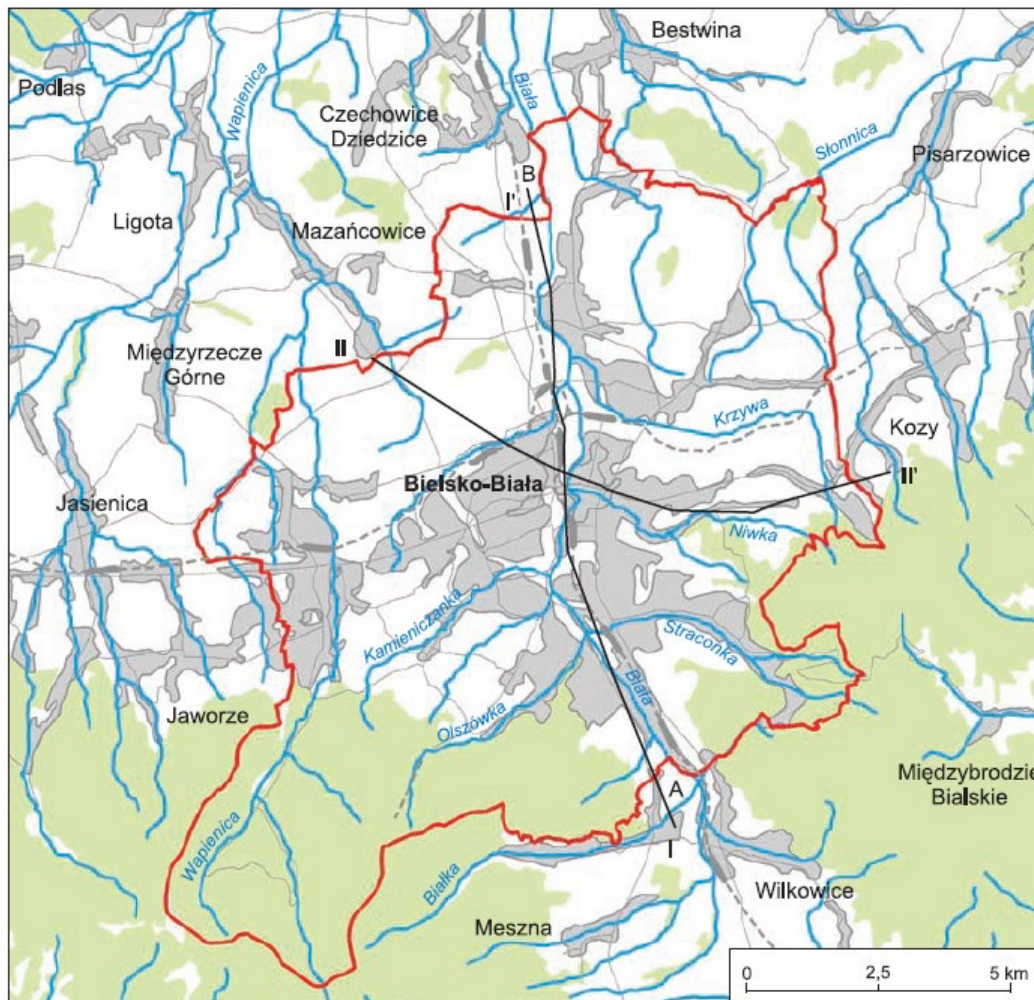 Bestwina
Podlas
Wapienica
Biała
Czechowice
Dziedzice
Słonnica
Pisarzowice
B
I'
Ligota
Mazańcowice
II
Międzyrzecze
Górne
Krzywa
Kozy
Bielsko-Biała
II'
Jasienica
Niwka
Kamieniczanka
Straconka
Biała
Jaworze
Olszówka
Międzybrodzie
Bialskie
A
Wapienica
I
Białka
Wilkowice
Meszna
0 2,5 5 km